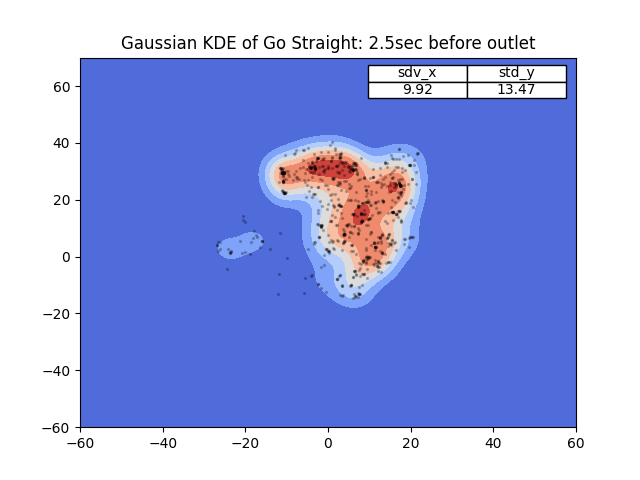 Gaussian KDE of Go Straight: 2.5sec before outlet
sdv_x std_y
9.92 13.47
60
40
20
0
−20
−40
−60
−60 −40 −20 0 20 40 60